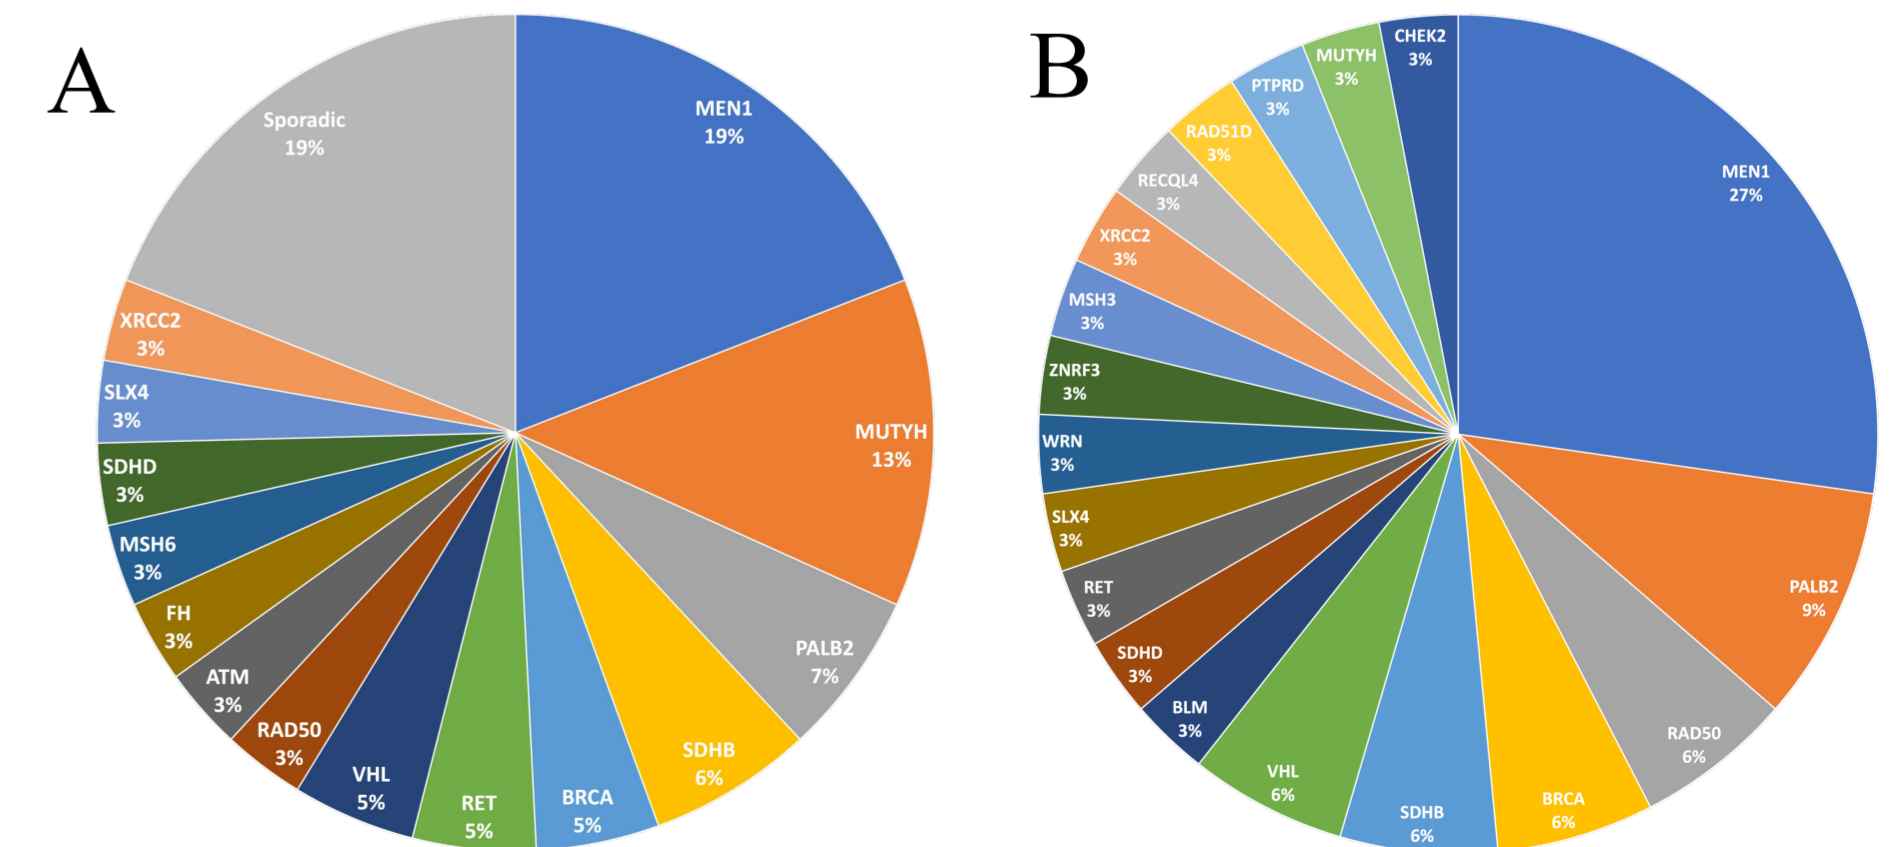 A
MEN1
19%
MUTYH
13%
PALB2
7%
SDHB
6%
BRCA
5%
RET
5%
VHL
5%
RAD50
3%
ATM
3%
FH
3%
MSH6
3%
SDHD
3%
SLX4
3%
XRCC2
3%
Sporadic
19%
B
MEN1
27%
PALB2
9%
RAD50
6%
BRCA
6%
SDHB
6%
VHL
6%
BLM
3%
SDHD
3%
RET
3%
SLX4
3%
WRN
3%
ZNRF3
3%
MSH3
3%
XRCC2
3%
RECQL4
3%
RAD51D
3%
PTPRD
3%
MUTYH
3%
CHEK2
3%